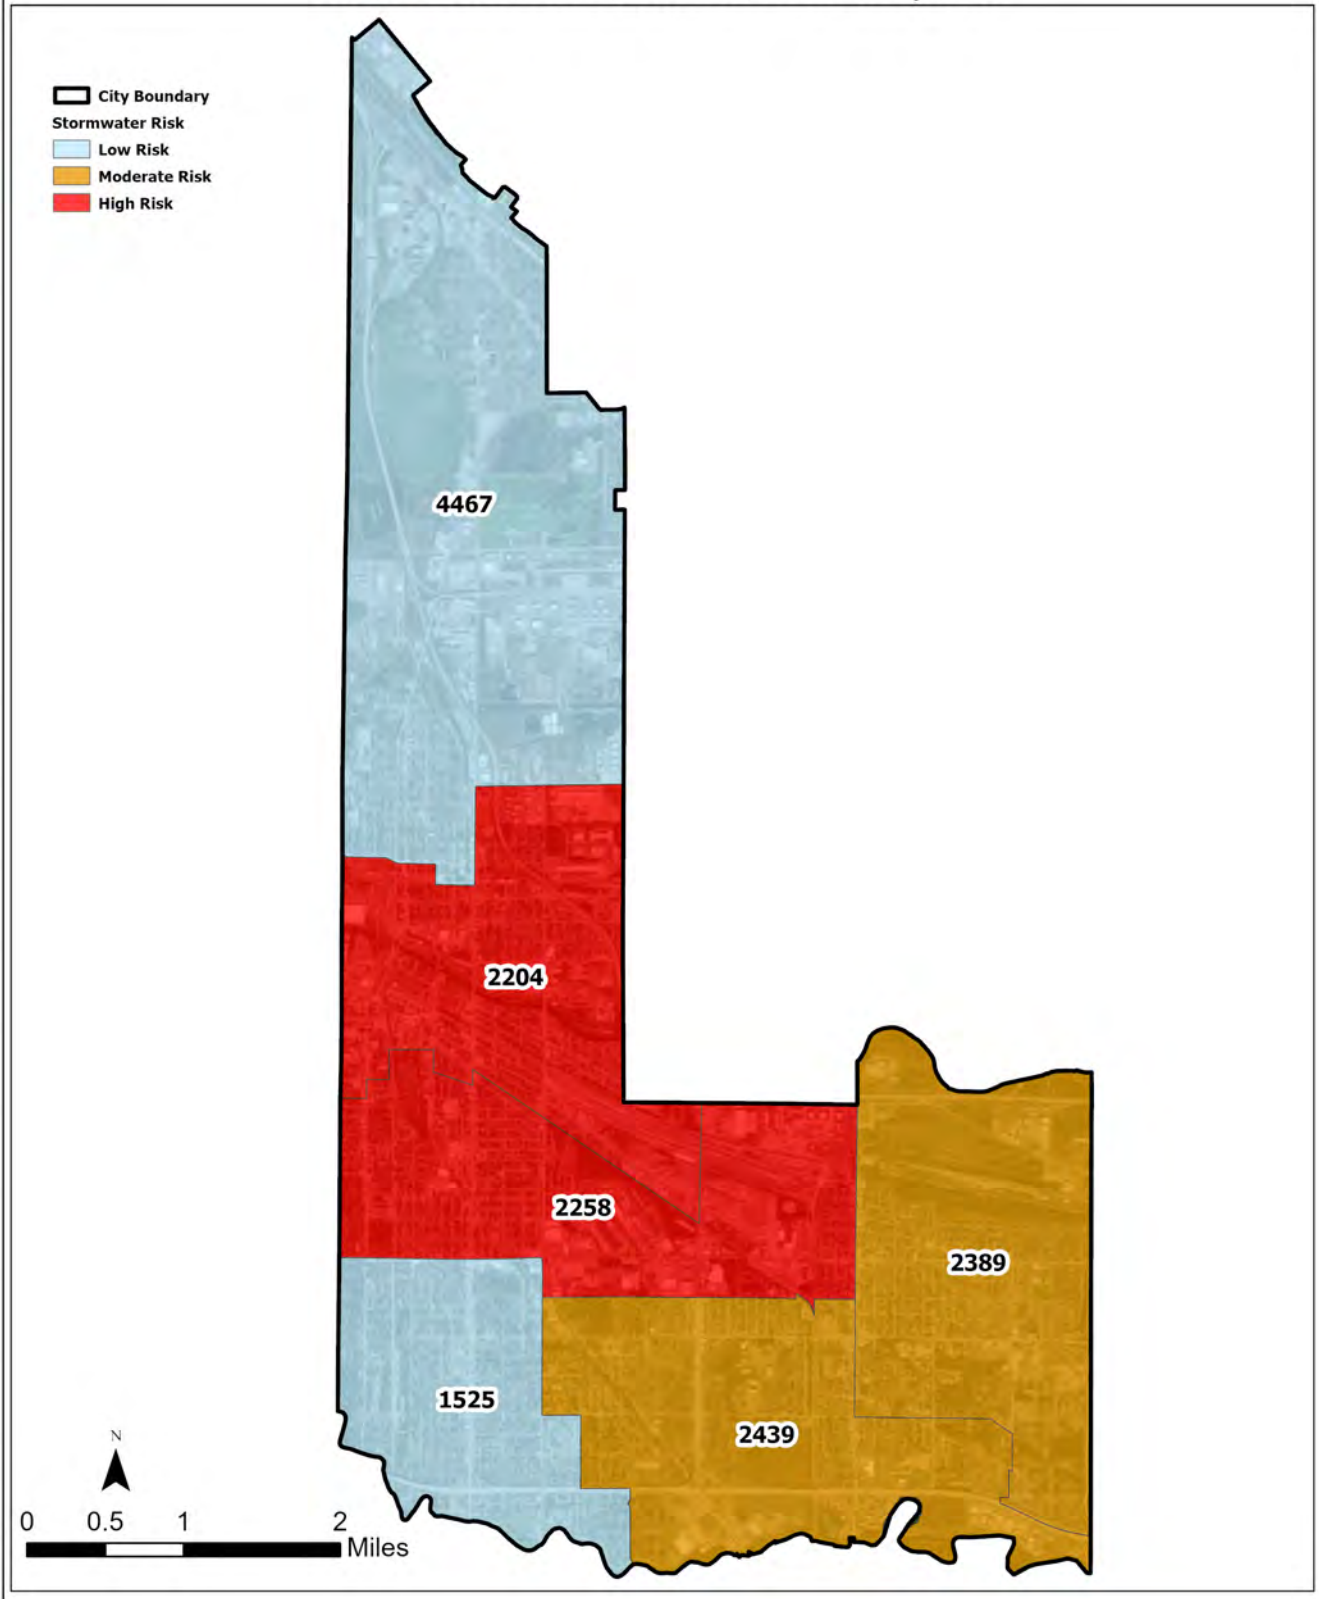 City Boundary
Stormwater Risk
Low Risk
Moderate Risk
High Risk
4467
2204
2258
2389
1525
2439
N
0 0.5 1 2
Miles